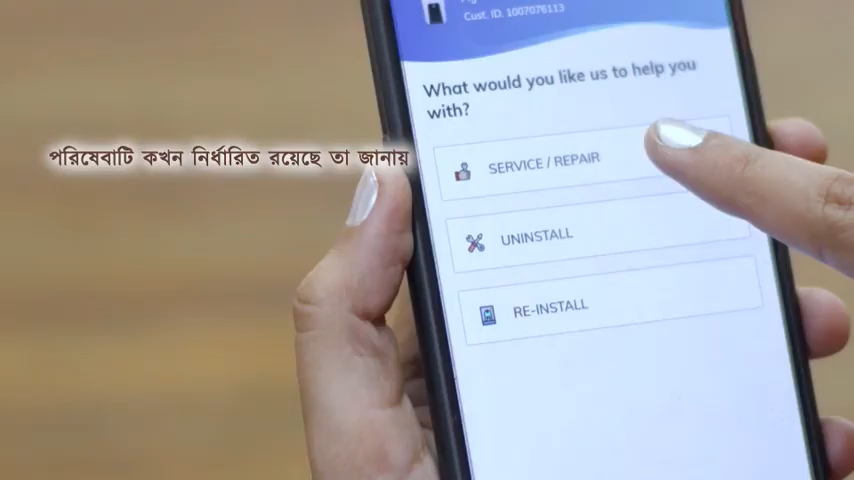 Cust. ID. 1007076113
What would you like us to help you
with?
পরিষেবাটি কখন নির্ধারিত রয়েছে তা জানায়
SERVICE / REPAIR
UNINSTALL
RE-INSTALL